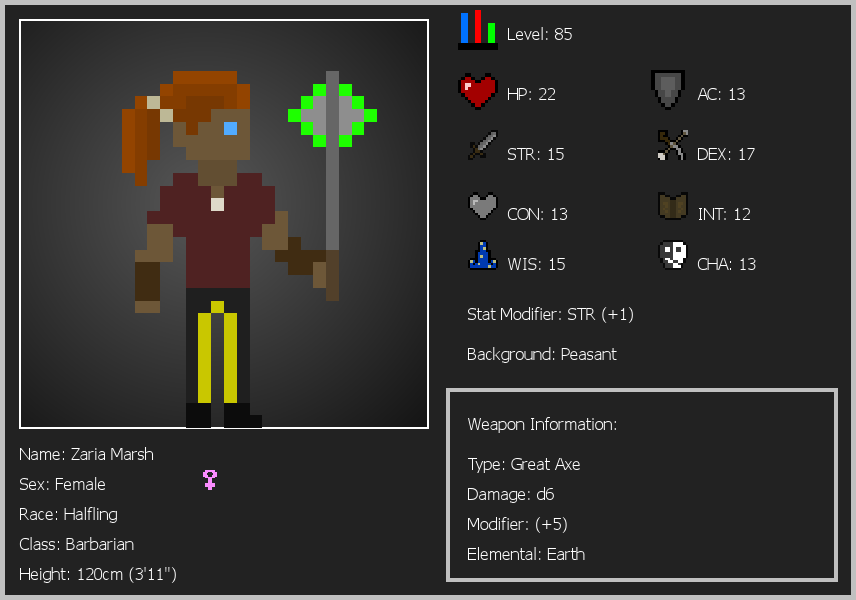 Level: 85
HP: 22
AC: 13
STR: 15
DEX: 17
CON: 13
INT: 12
WIS: 15
CHA: 13
Stat Modifier: STR (+1)
Background: Peasant
Weapon Information:
Type: Great Axe
Damage: d6
Modifier: (+5)
Elemental: Earth
Name: Zaria Marsh
Sex: Female
Race: Halfling
Class: Barbarian
Height: 120cm (3'11")